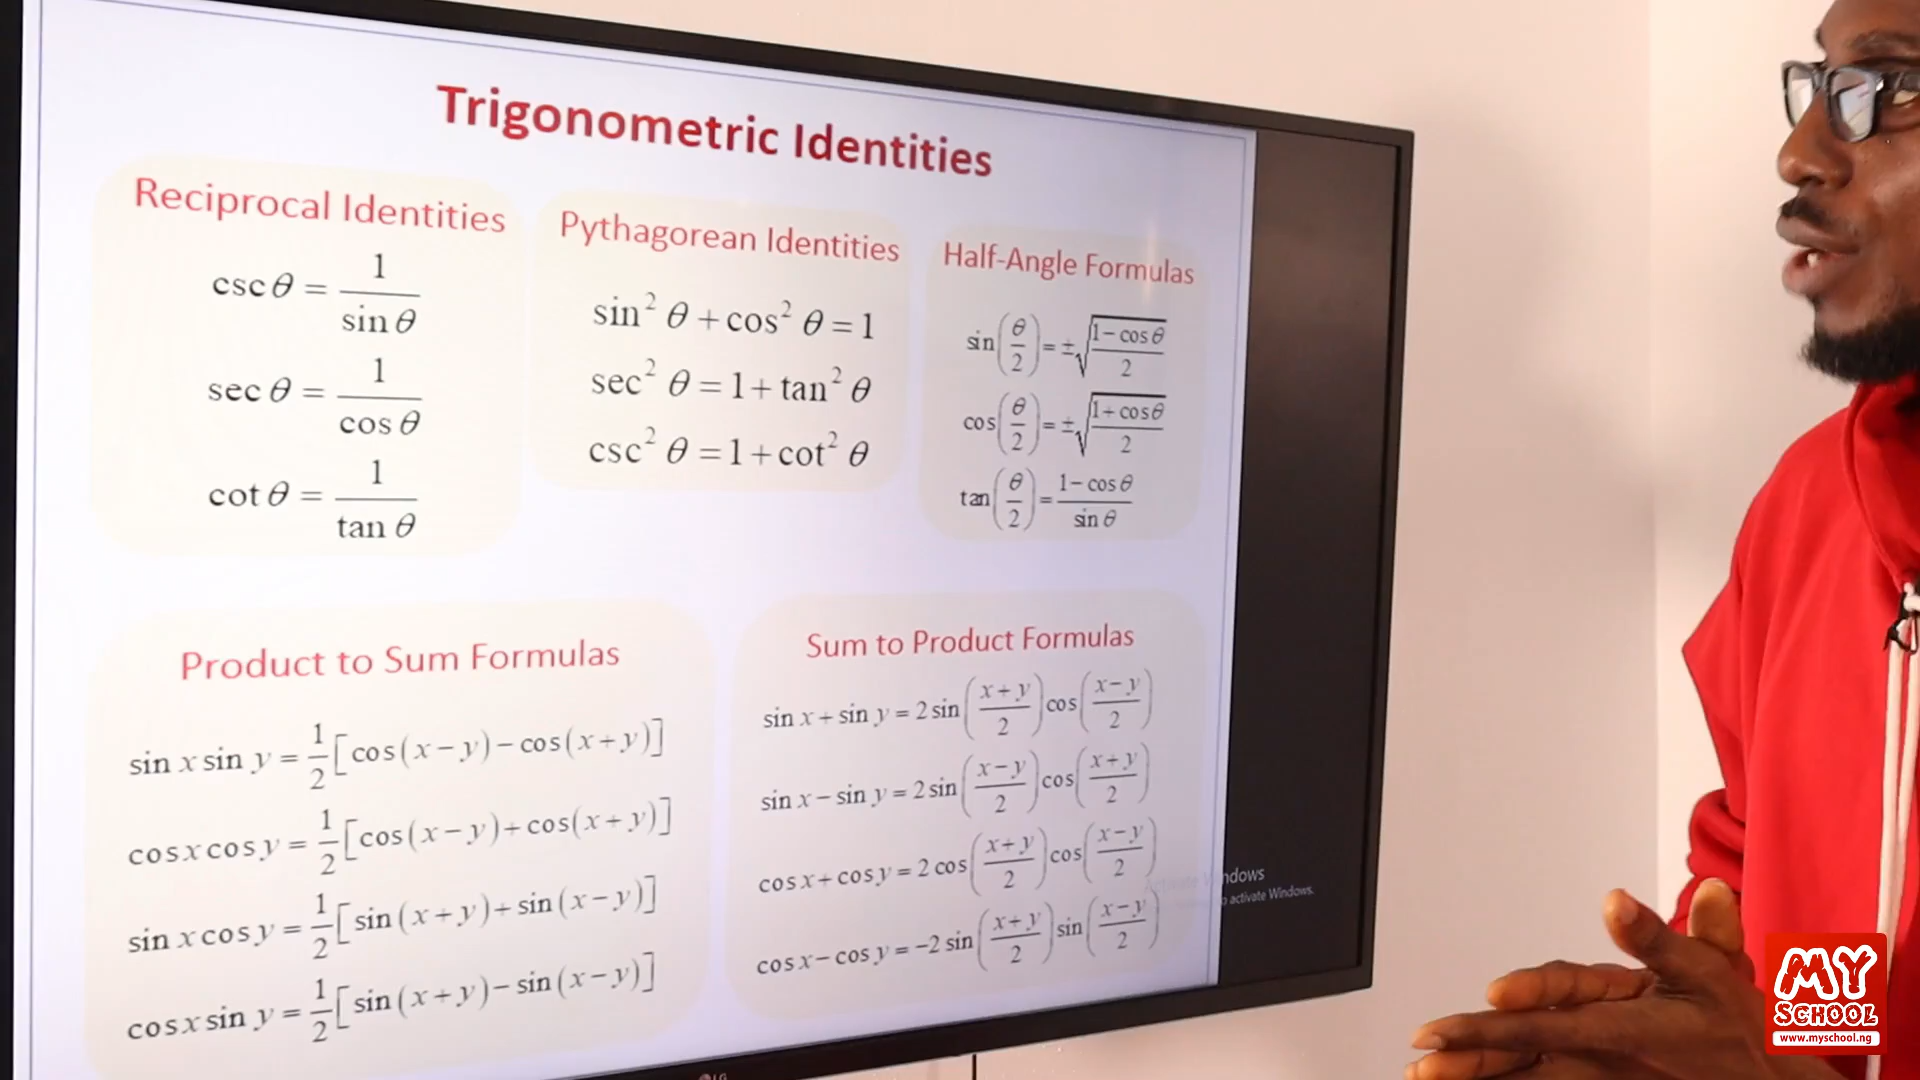 Trigonometric Identities
Reciprocal Identities
csc θ = 1/sin θ
sec θ = 1/cos θ
cot θ = 1/tan θ
Pythagorean Identities
sin² θ + cos² θ = 1
sec² θ = 1 + tan² θ
csc² θ = 1 + cot² θ
Half-Angle Formulas
sin(θ/2) = ±√((1 − cos θ)/2)
cos(θ/2) = ±√((1 + cos θ)/2)
tan(θ/2) = (1 − cos θ)/sin θ
Product to Sum Formulas
sin x sin y = 1/2 [cos(x − y) − cos(x + y)]
cos x cos y = 1/2 [cos(x − y) + cos(x + y)]
sin x cos y = 1/2 [sin(x + y) + sin(x − y)]
cos x sin y = 1/2 [sin(x + y) − sin(x − y)]
Sum to Product Formulas
sin x + sin y = 2 sin((x + y)/2) cos((x − y)/2)
sin x − sin y = 2 sin((x − y)/2) cos((x + y)/2)
cos x + cos y = 2 cos((x + y)/2) cos((x − y)/2)
cos x − cos y = −2 sin((x + y)/2) sin((x − y)/2)
Activate Windows
activate Windows.
LG
MY
SCHOOL
www.myschool.ng